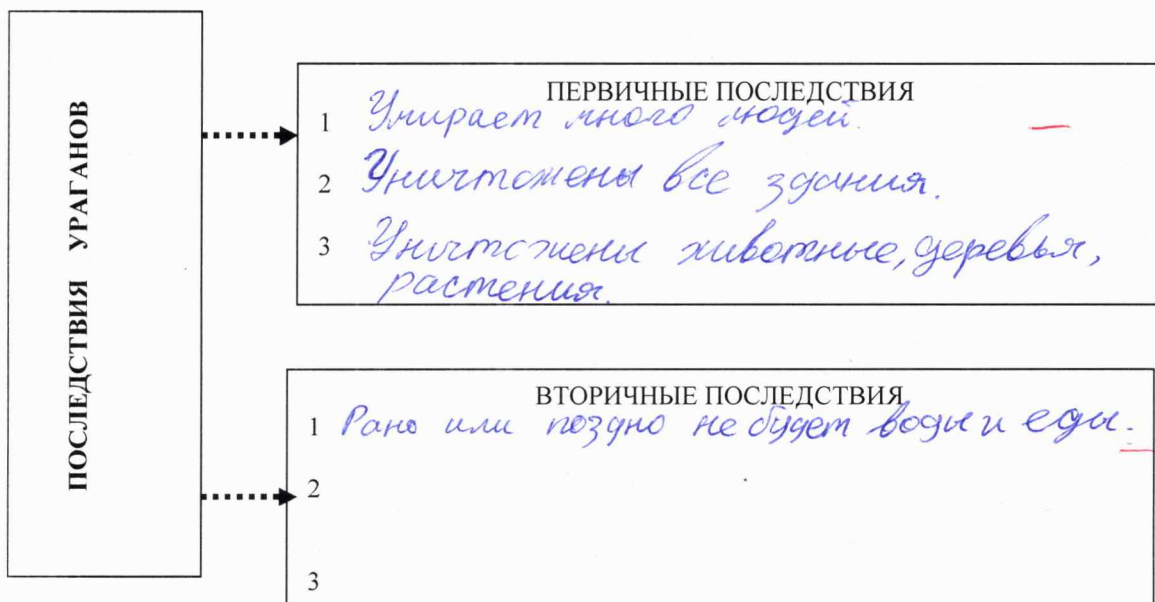 ПОСЛЕДСТВИЯ УРАГАНОВ
ПЕРВИЧНЫЕ ПОСЛЕДСТВИЯ
1 Умирает много людей.
2 Уничтожены все здания.
3 Уничтожены животные, деревья,
растения.
ВТОРИЧНЫЕ ПОСЛЕДСТВИЯ
1 Рано или поздно не будет воды и еды.
2
3